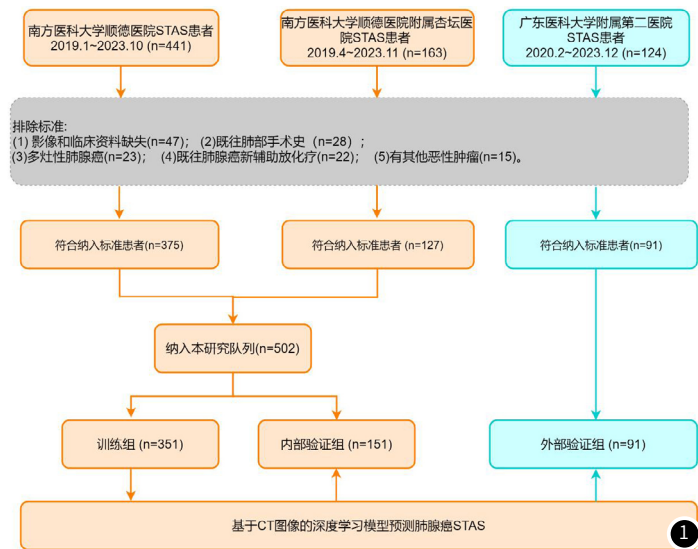 南方医科大学顺德医院STAS患者
2019.1~2023.10 (n=441)
南方医科大学顺德医院附属杏坛医
院STAS患者
2019.4~2023.11 (n=163)
广东医科大学附属第二医院
STAS患者
2020.2~2023.12 (n=124)
排除标准:
(1) 影像和临床资料缺失(n=47)； (2)既往肺部手术史（n=28）；
(3)多灶性肺腺癌(n=23)； (4)既往肺腺癌新辅助放化疗(n=22)； (5)有其他恶性肿瘤(n=15)。
符合纳入标准患者(n=375)
符合纳入标准患者(n=127)
符合纳入标准患者(n=91)
纳入本研究队列(n=502)
训练组 (n=351)
内部验证组 (n=151)
外部验证组 (n=91)
基于CT图像的深度学习模型预测肺腺癌STAS
1